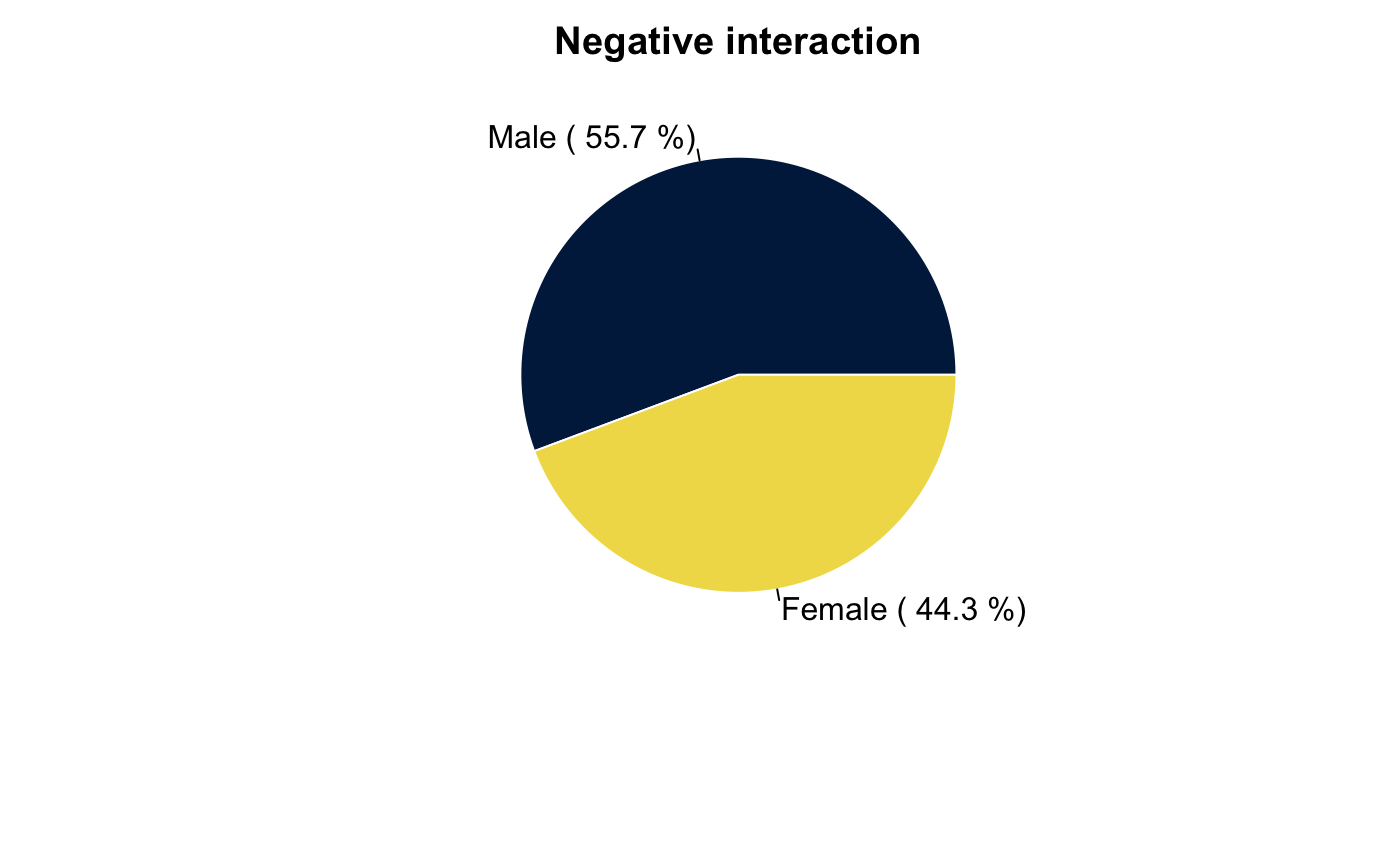 Negative interaction
Male ( 55.7 %)
Female ( 44.3 %)